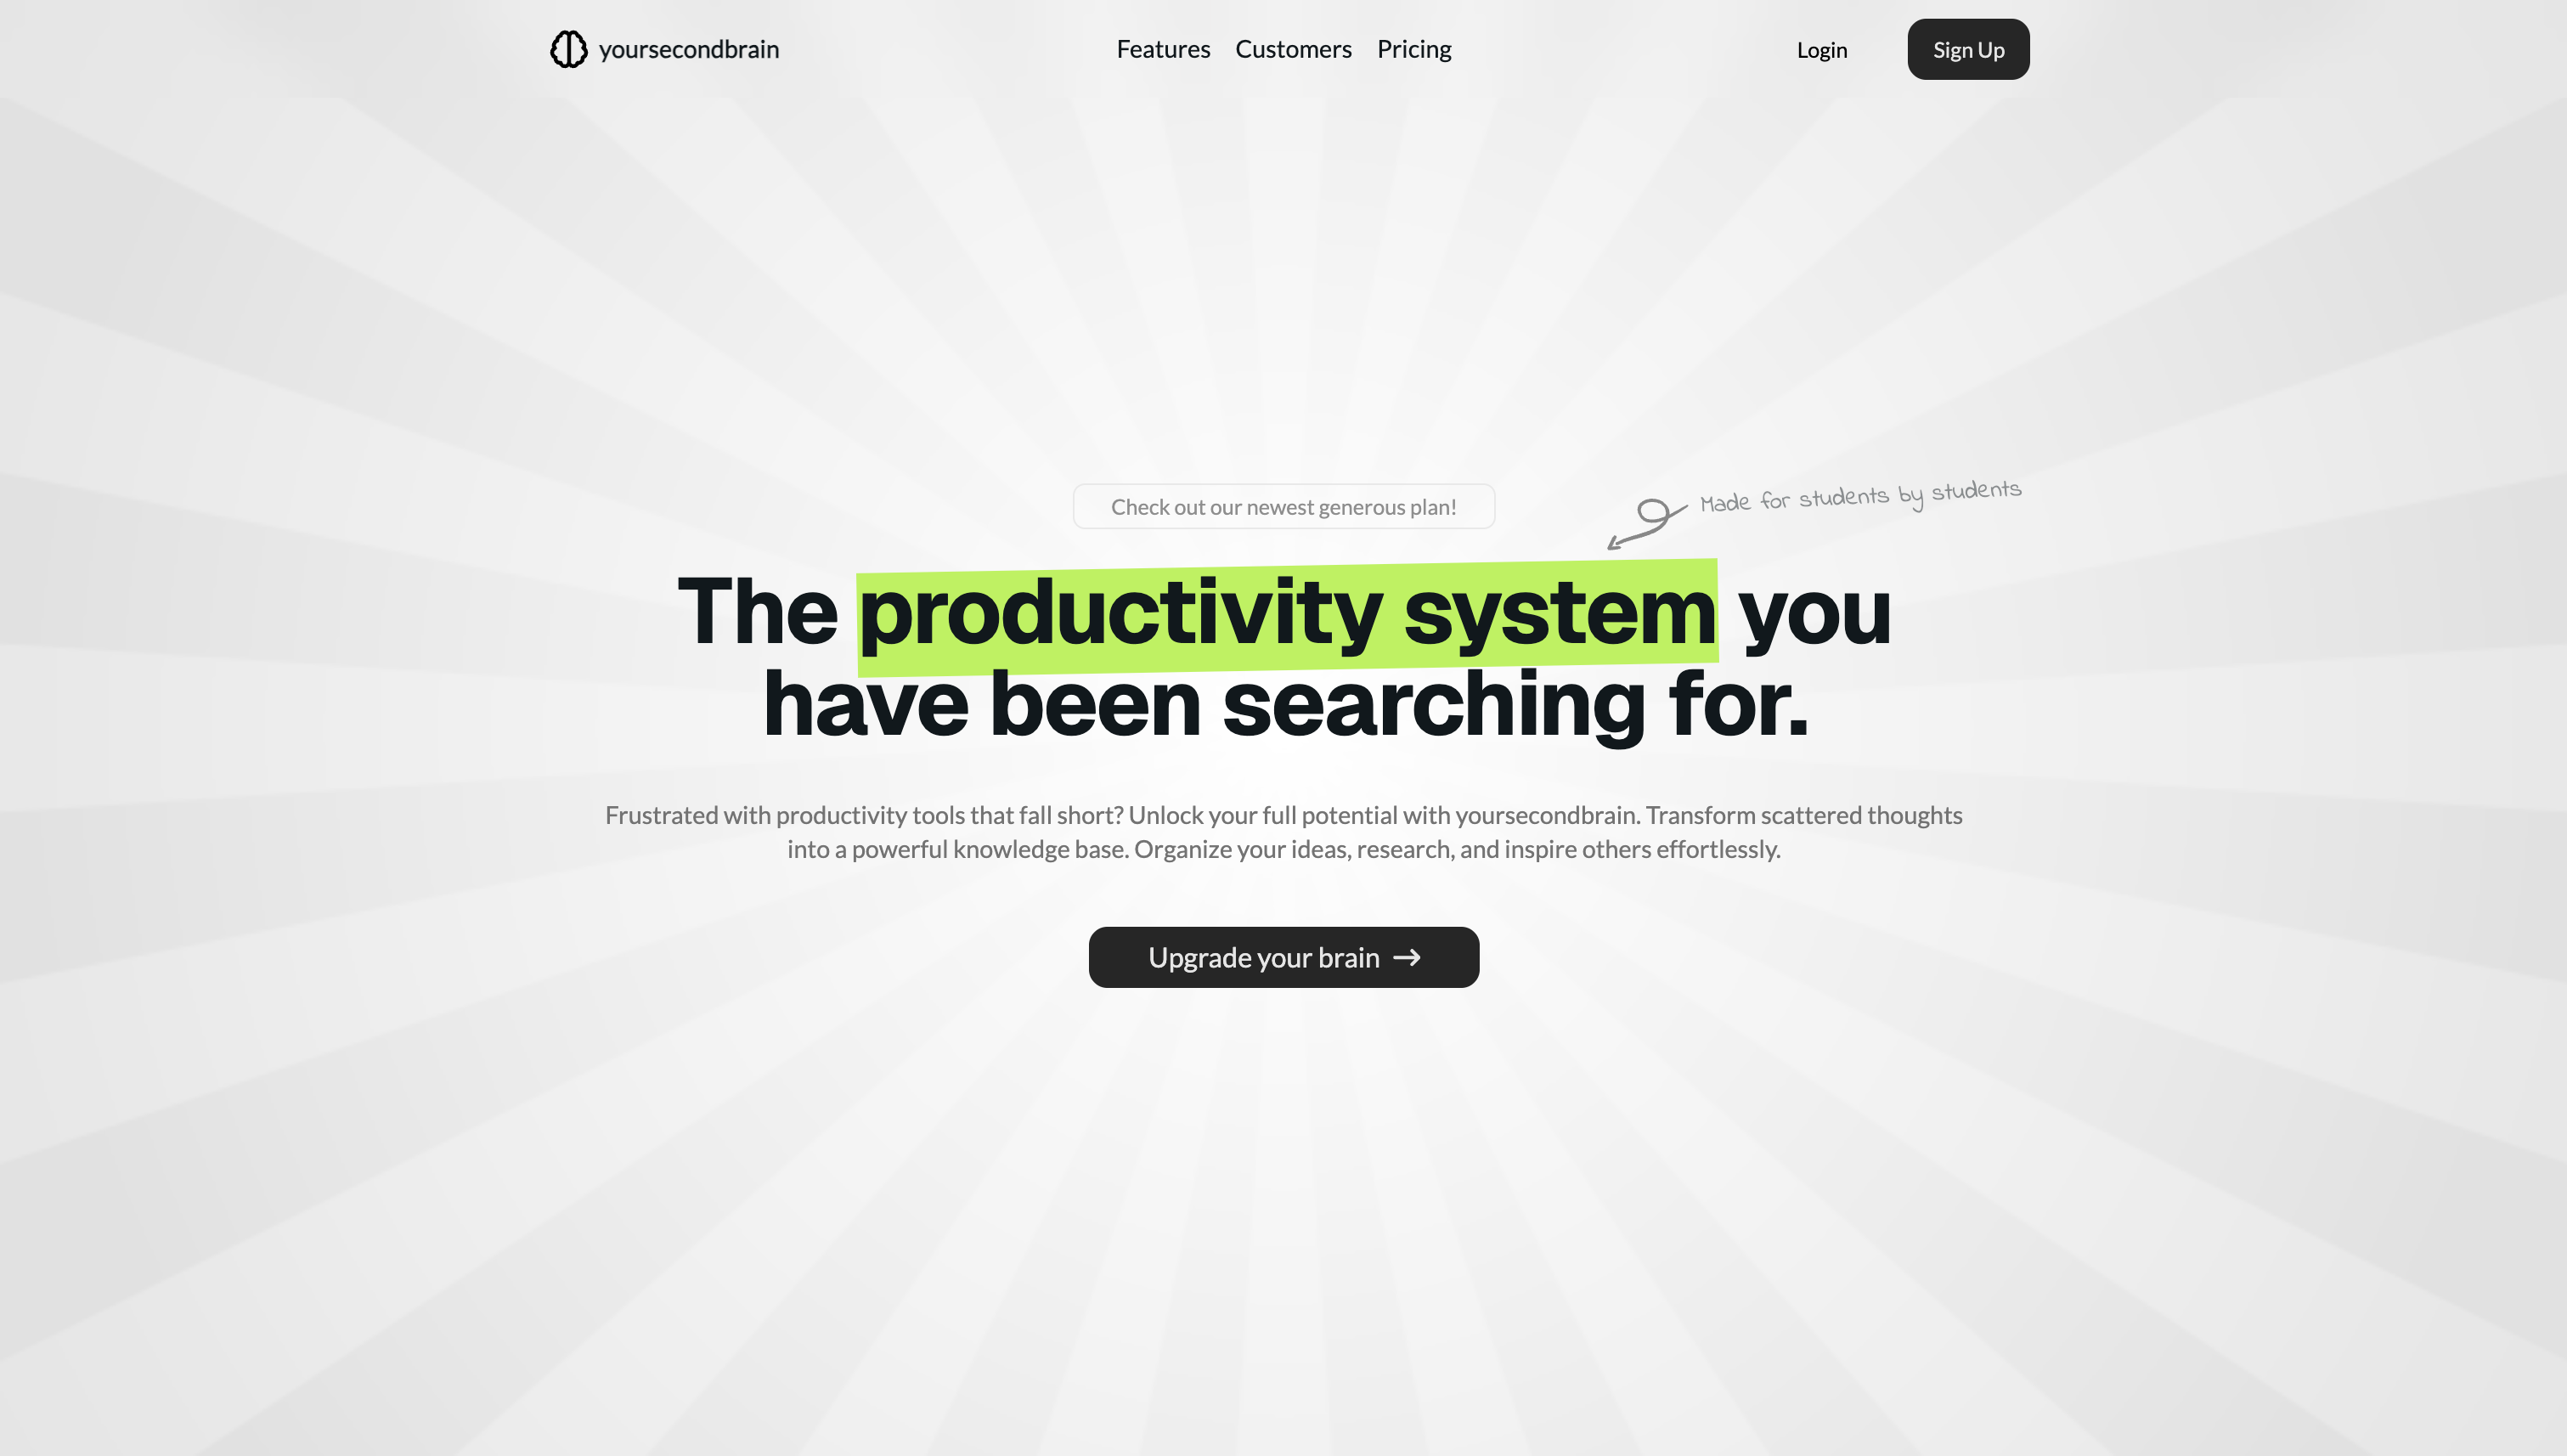 yoursecondbrain
Features Customers Pricing
Login
Sign Up
Check out our newest generous plan!
Made for students by students
The productivity system you
have been searching for.
Frustrated with productivity tools that fall short? Unlock your full potential with yoursecondbrain. Transform scattered thoughts
into a powerful knowledge base. Organize your ideas, research, and inspire others effortlessly.
Upgrade your brain →